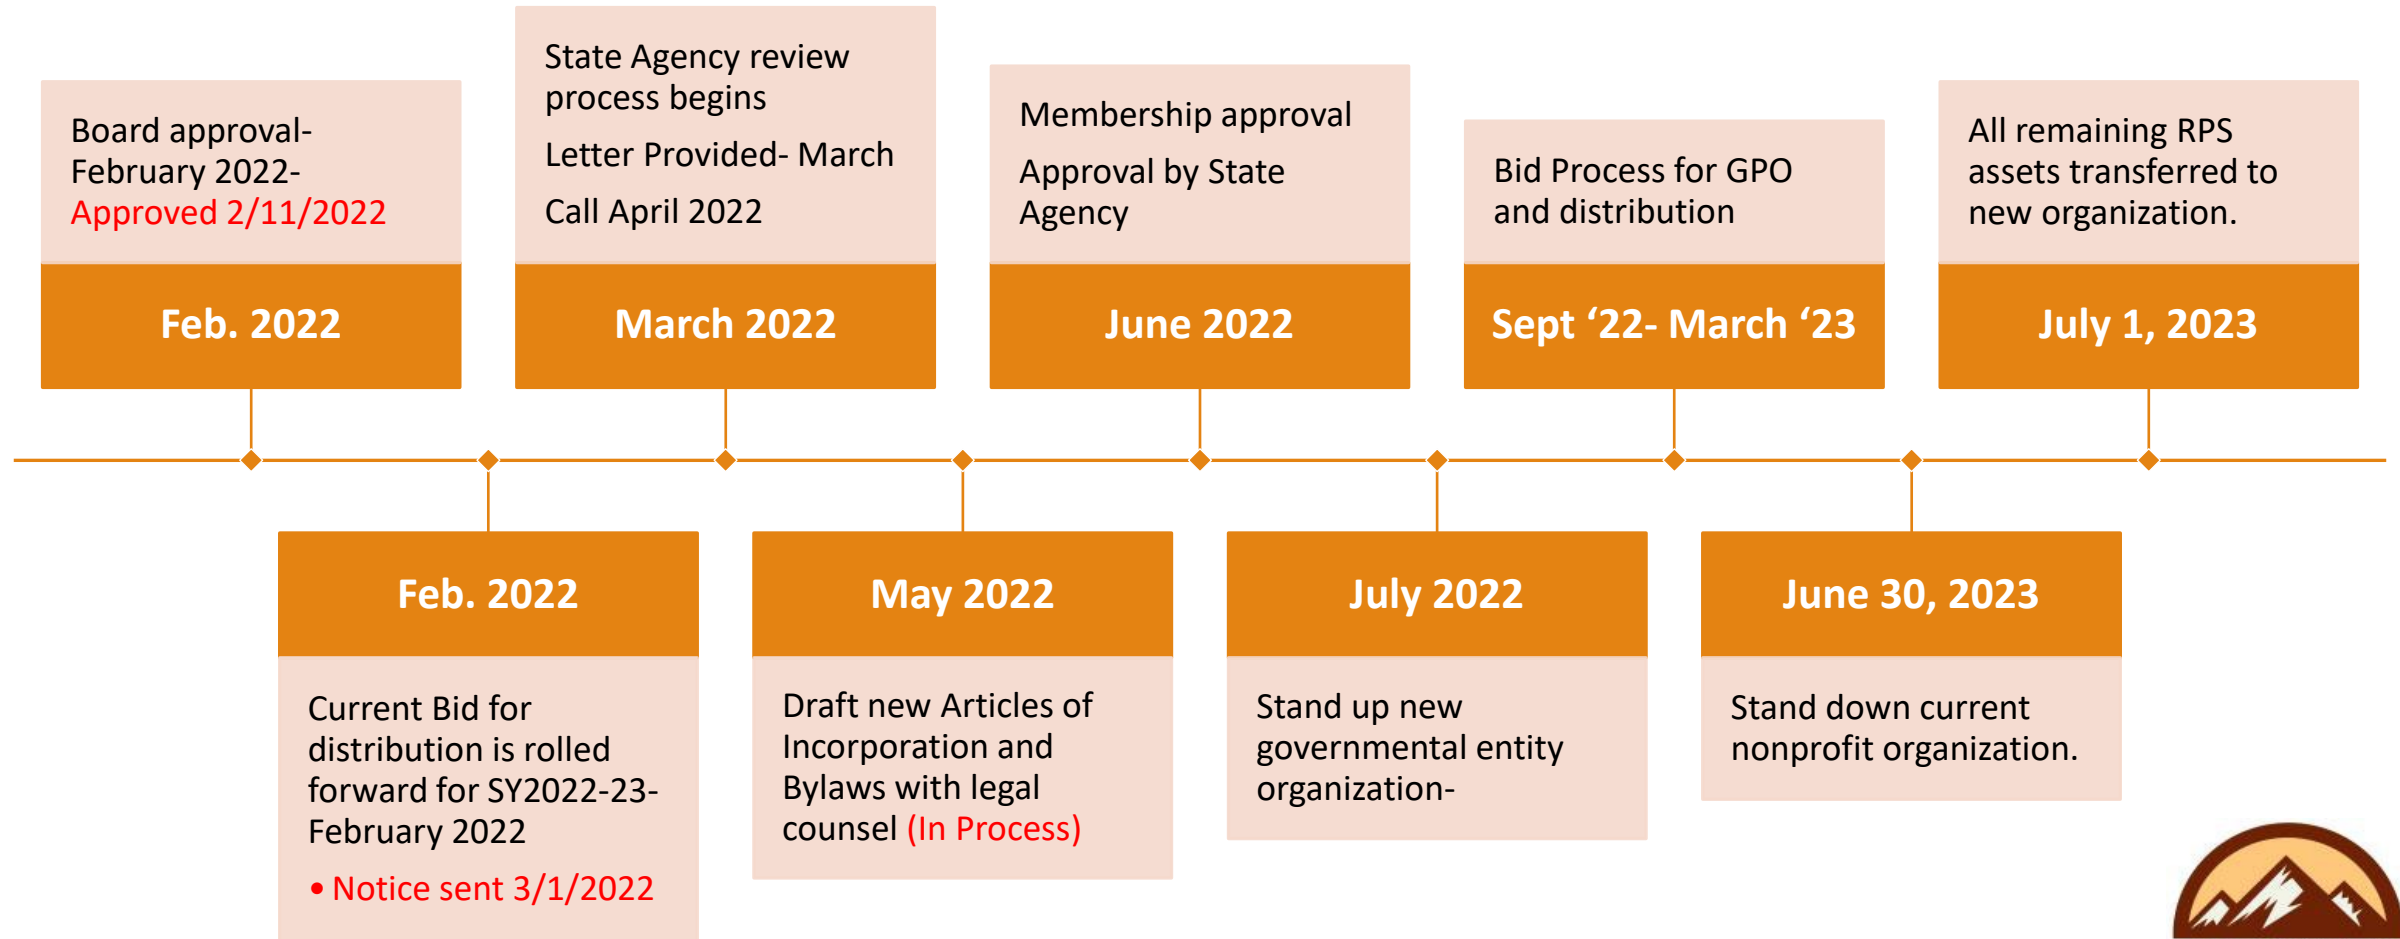 Board approval-
February 2022-
Approved 2/11/2022
Feb. 2022
Feb. 2022
Current Bid for
distribution is rolled
forward for SY2022-23-
February 2022
• Notice sent 3/1/2022
State Agency review
process begins
Letter Provided- March
Call April 2022
March 2022
May 2022
Draft new Articles of
Incorporation and
Bylaws with legal
counsel (In Process)
Membership approval
Approval by State
Agency
June 2022
July 2022
Stand up new
governmental entity
organization-
Bid Process for GPO
and distribution
Sept ‘22- March ‘23
June 30, 2023
Stand down current
nonprofit organization.
All remaining RPS
assets transferred to
new organization.
July 1, 2023